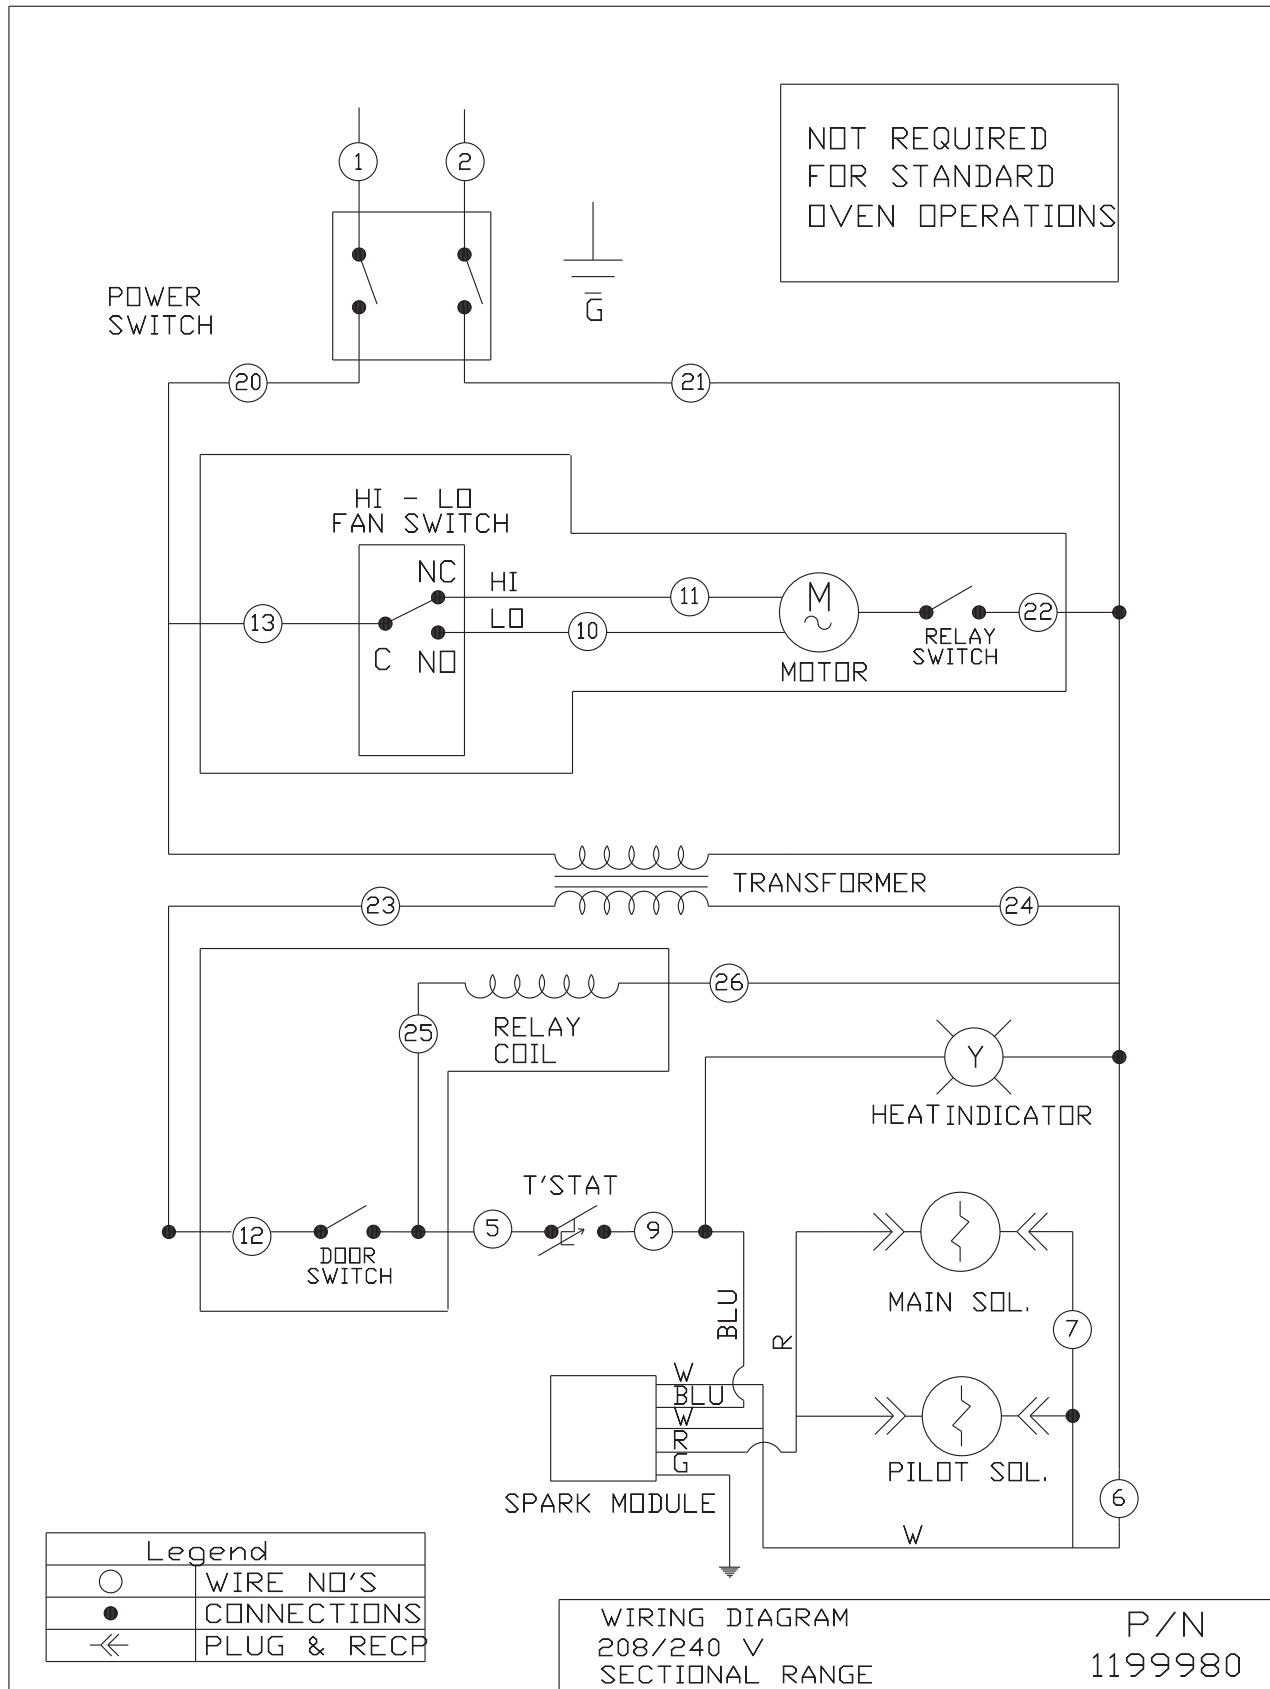 NOT REQUIRED
FOR STANDARD
OVEN OPERATIONS
1
2
G
POWER
SWITCH
20
21
HI - LO
FAN SWITCH
NC
HI
11
M
LO
13
10
22
C
NO
RELAY
SWITCH
MOTOR
TRANSFORMER
23
24
26
RELAY
COIL
25
Y
HEAT INDICATOR
T'STAT
12
5
9
DOOR
SWITCH
BLU
MAIN SOL.
R
7
W
BLU
W
R
G
PILOT SOL.
SPARK MODULE
6
W
Legend
WIRE NO'S
CONNECTIONS
PLUG & RECP
WIRING DIAGRAM
208/240 V
SECTIONAL RANGE
P/N
1199980